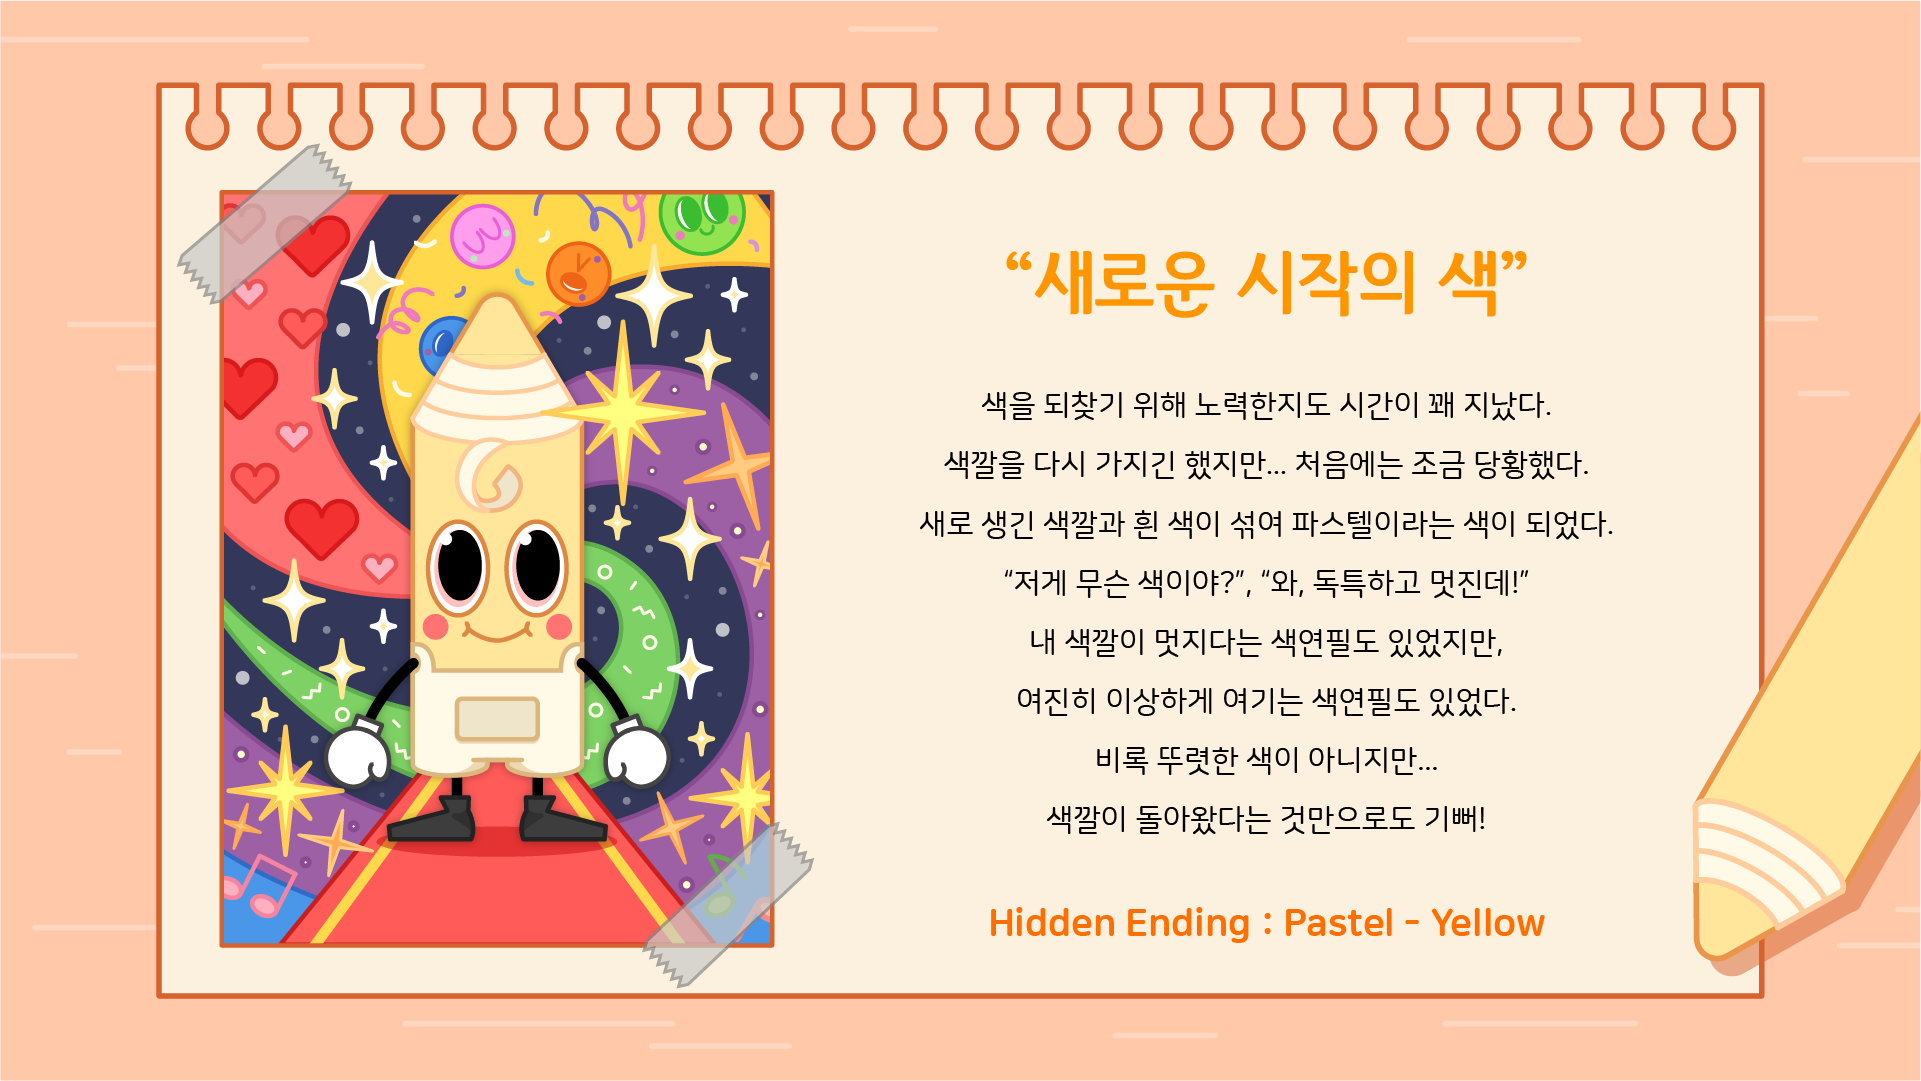 “새로운 시작의 색”
색을 되찾기 위해 노력한지도 시간이 꽤 지났다.
색깔을 다시 가지긴 했지만... 처음에는 조금 당황했다.
새로 생긴 색깔과 흰 색이 섞여 파스텔이라는 색이 되었다.
“저게 무슨 색이야?”, “와, 독특하고 멋진데!”
내 색깔이 멋지다는 색연필도 있었지만,
여진히 이상하게 여기는 색연필도 있었다.
비록 뚜렷한 색이 아니지만...
색깔이 돌아왔다는 것만으로도 기뻐!
Hidden Ending : Pastel - Yellow